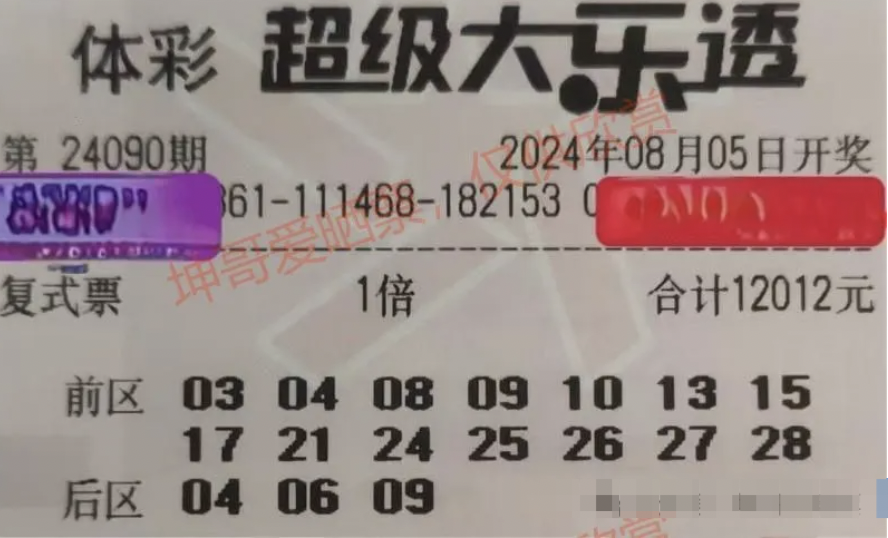 体彩 超级大乐透
第 24090期 2024年08月05日开奖
361-111468-182153 0
复式票 1倍 合计12012元
前区 03 04 08 09 10 13 15
17 21 24 25 26 27 28
后区 04 06 09
坤哥爱晒票，仅供欣赏
欣赏